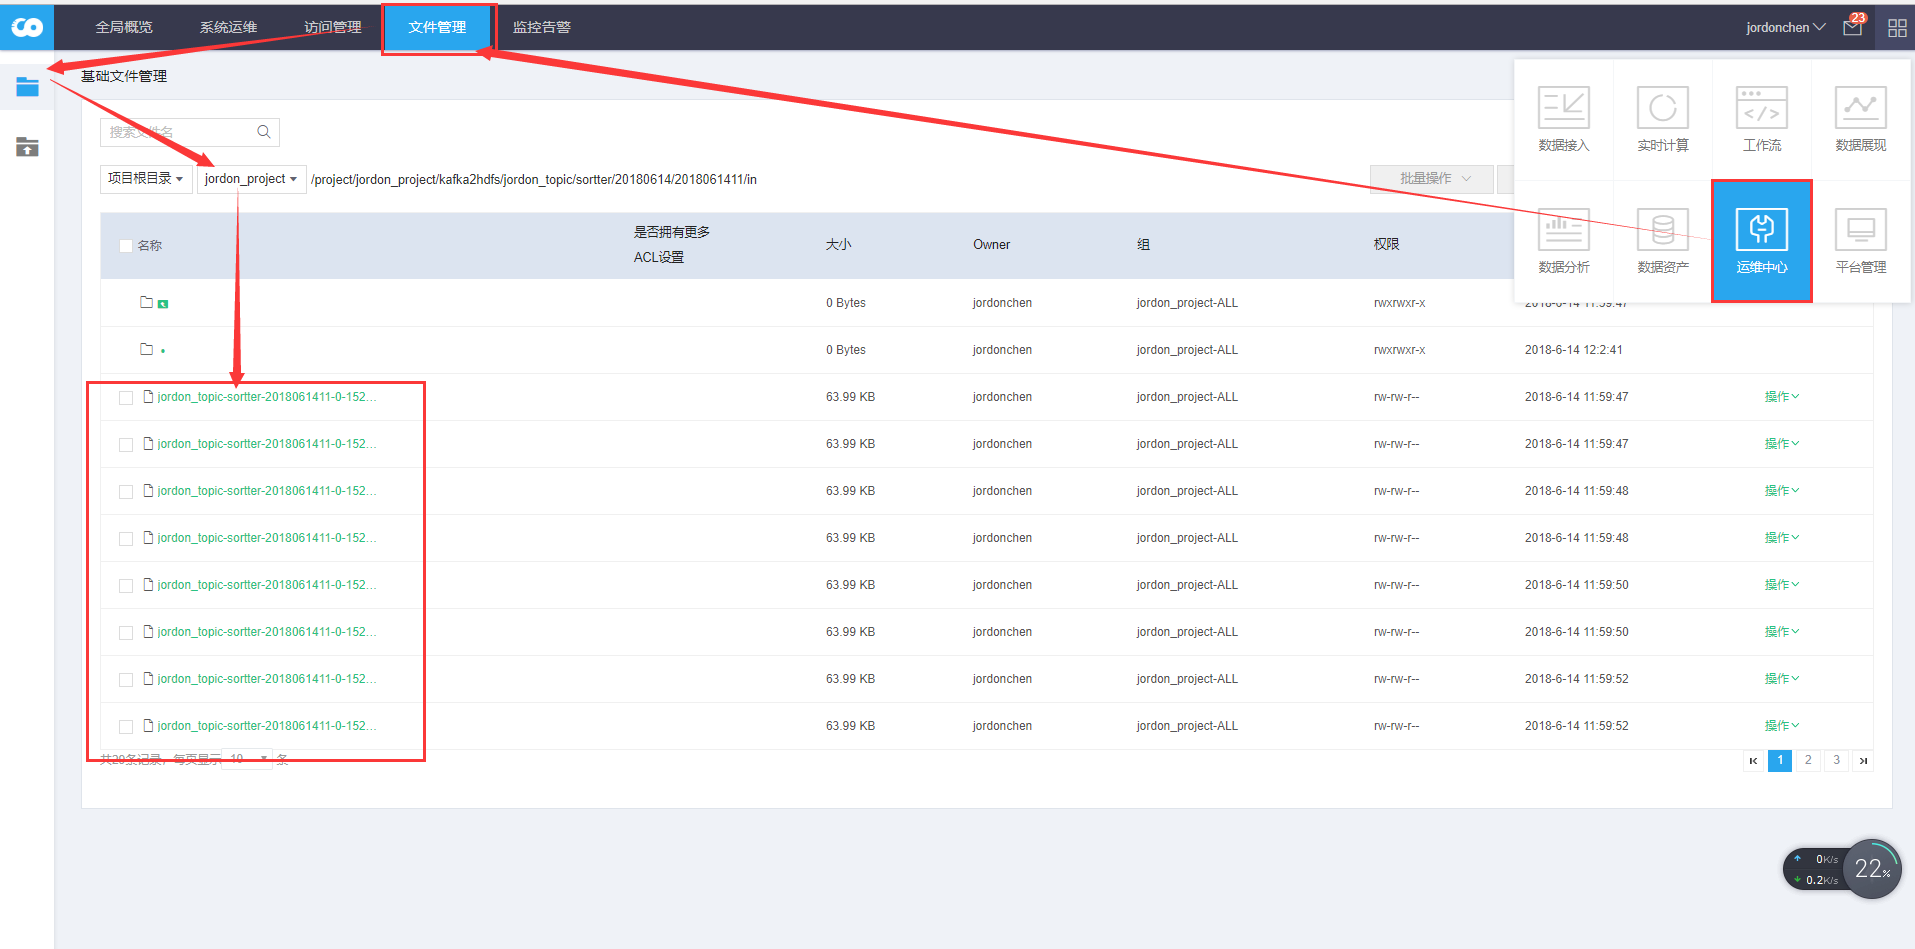 全局概览 系统运维 访问管理 文件管理 监控告警 jordonchen 23
基础文件管理
数据接入 实时计算 工作流 数据展现
数据分析 数据资产 运维中心 平台管理
搜索文件名
项目根目录 jordon_project /project/jordon_project/kafka2hdfs/jordon_topic/sortter/20180614/2018061411/in 批量操作
名称 是否拥有更多ACL设置 大小 Owner 组 权限
0 Bytes jordonchen jordon_project-ALL rwxrwxr-x 2018-6-14 11:59:47
. 0 Bytes jordonchen jordon_project-ALL rwxrwxr-x 2018-6-14 12:2:41
jordon_topic-sortter-2018061411-0-152... 63.99 KB jordonchen jordon_project-ALL rw-rw-r-- 2018-6-14 11:59:47 操作
jordon_topic-sortter-2018061411-0-152... 63.99 KB jordonchen jordon_project-ALL rw-rw-r-- 2018-6-14 11:59:47 操作
jordon_topic-sortter-2018061411-0-152... 63.99 KB jordonchen jordon_project-ALL rw-rw-r-- 2018-6-14 11:59:48 操作
jordon_topic-sortter-2018061411-0-152... 63.99 KB jordonchen jordon_project-ALL rw-rw-r-- 2018-6-14 11:59:48 操作
jordon_topic-sortter-2018061411-0-152... 63.99 KB jordonchen jordon_project-ALL rw-rw-r-- 2018-6-14 11:59:50 操作
jordon_topic-sortter-2018061411-0-152... 63.99 KB jordonchen jordon_project-ALL rw-rw-r-- 2018-6-14 11:59:50 操作
jordon_topic-sortter-2018061411-0-152... 63.99 KB jordonchen jordon_project-ALL rw-rw-r-- 2018-6-14 11:59:52 操作
jordon_topic-sortter-2018061411-0-152... 63.99 KB jordonchen jordon_project-ALL rw-rw-r-- 2018-6-14 11:59:52 操作
共20条记录，每页显示 10 条 1 2 3
0K/s
0.2K/s
22%